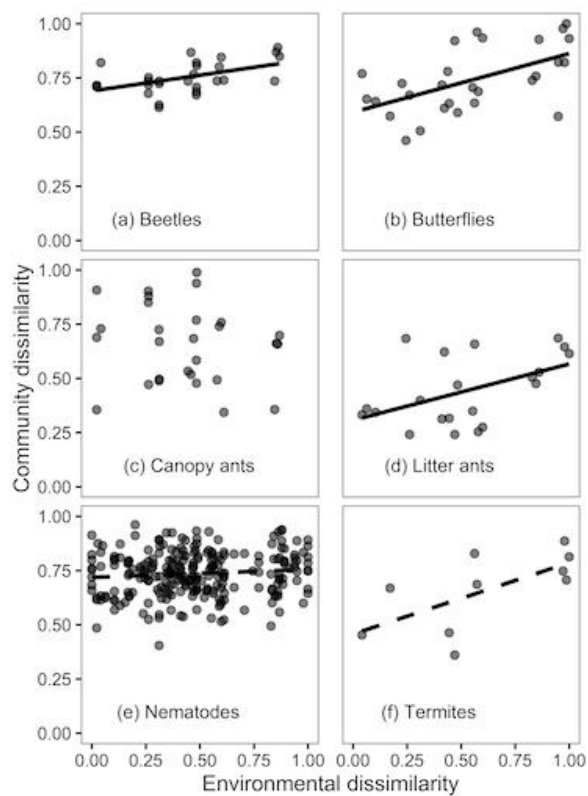 1.00
0.75
0.50
0.25
0.00
(a) Beetles
(b) Butterflies
1.00
0.75
0.50
0.25
0.00
(c) Canopy ants
(d) Litter ants
1.00
0.75
0.50
0.25
0.00
(e) Nematodes
(f) Termites
0.00 0.25 0.50 0.75 1.00
0.00 0.25 0.50 0.75 1.00
Community dissimilarity
Environmental dissimilarity